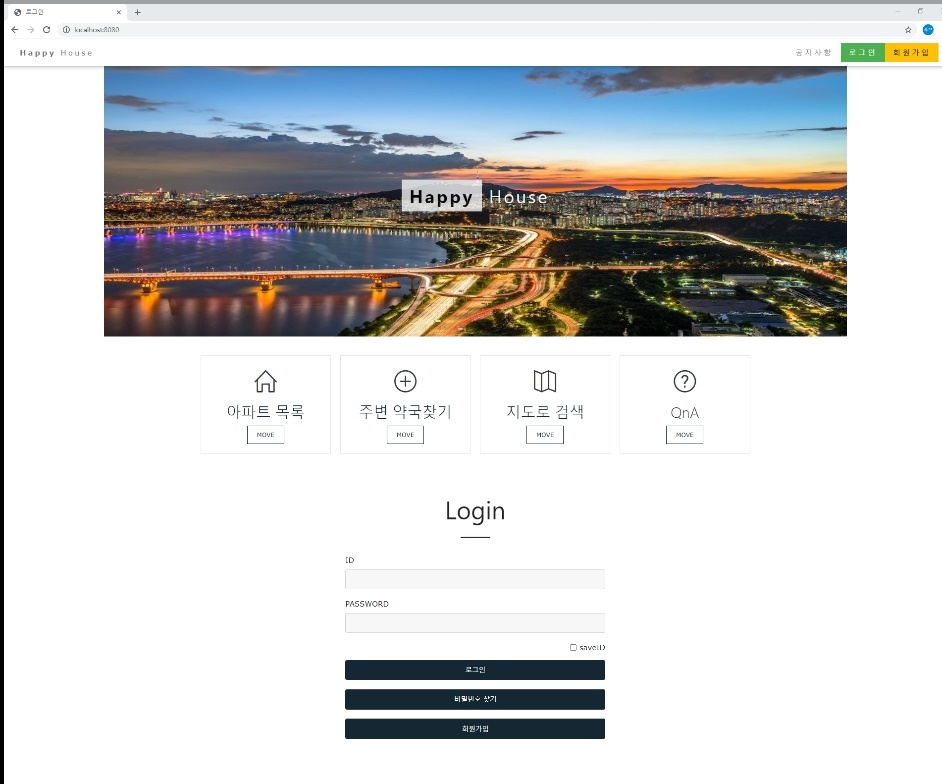 로그인
localhost:8080
Happy House
공지사항 로그인 회원가입
Happy House
아파트 목록 주변 약국찾기 지도로 검색 QnA
MOVE MOVE MOVE MOVE
Login
ID
PASSWORD
saveID
로그인
비밀번호 찾기
회원가입